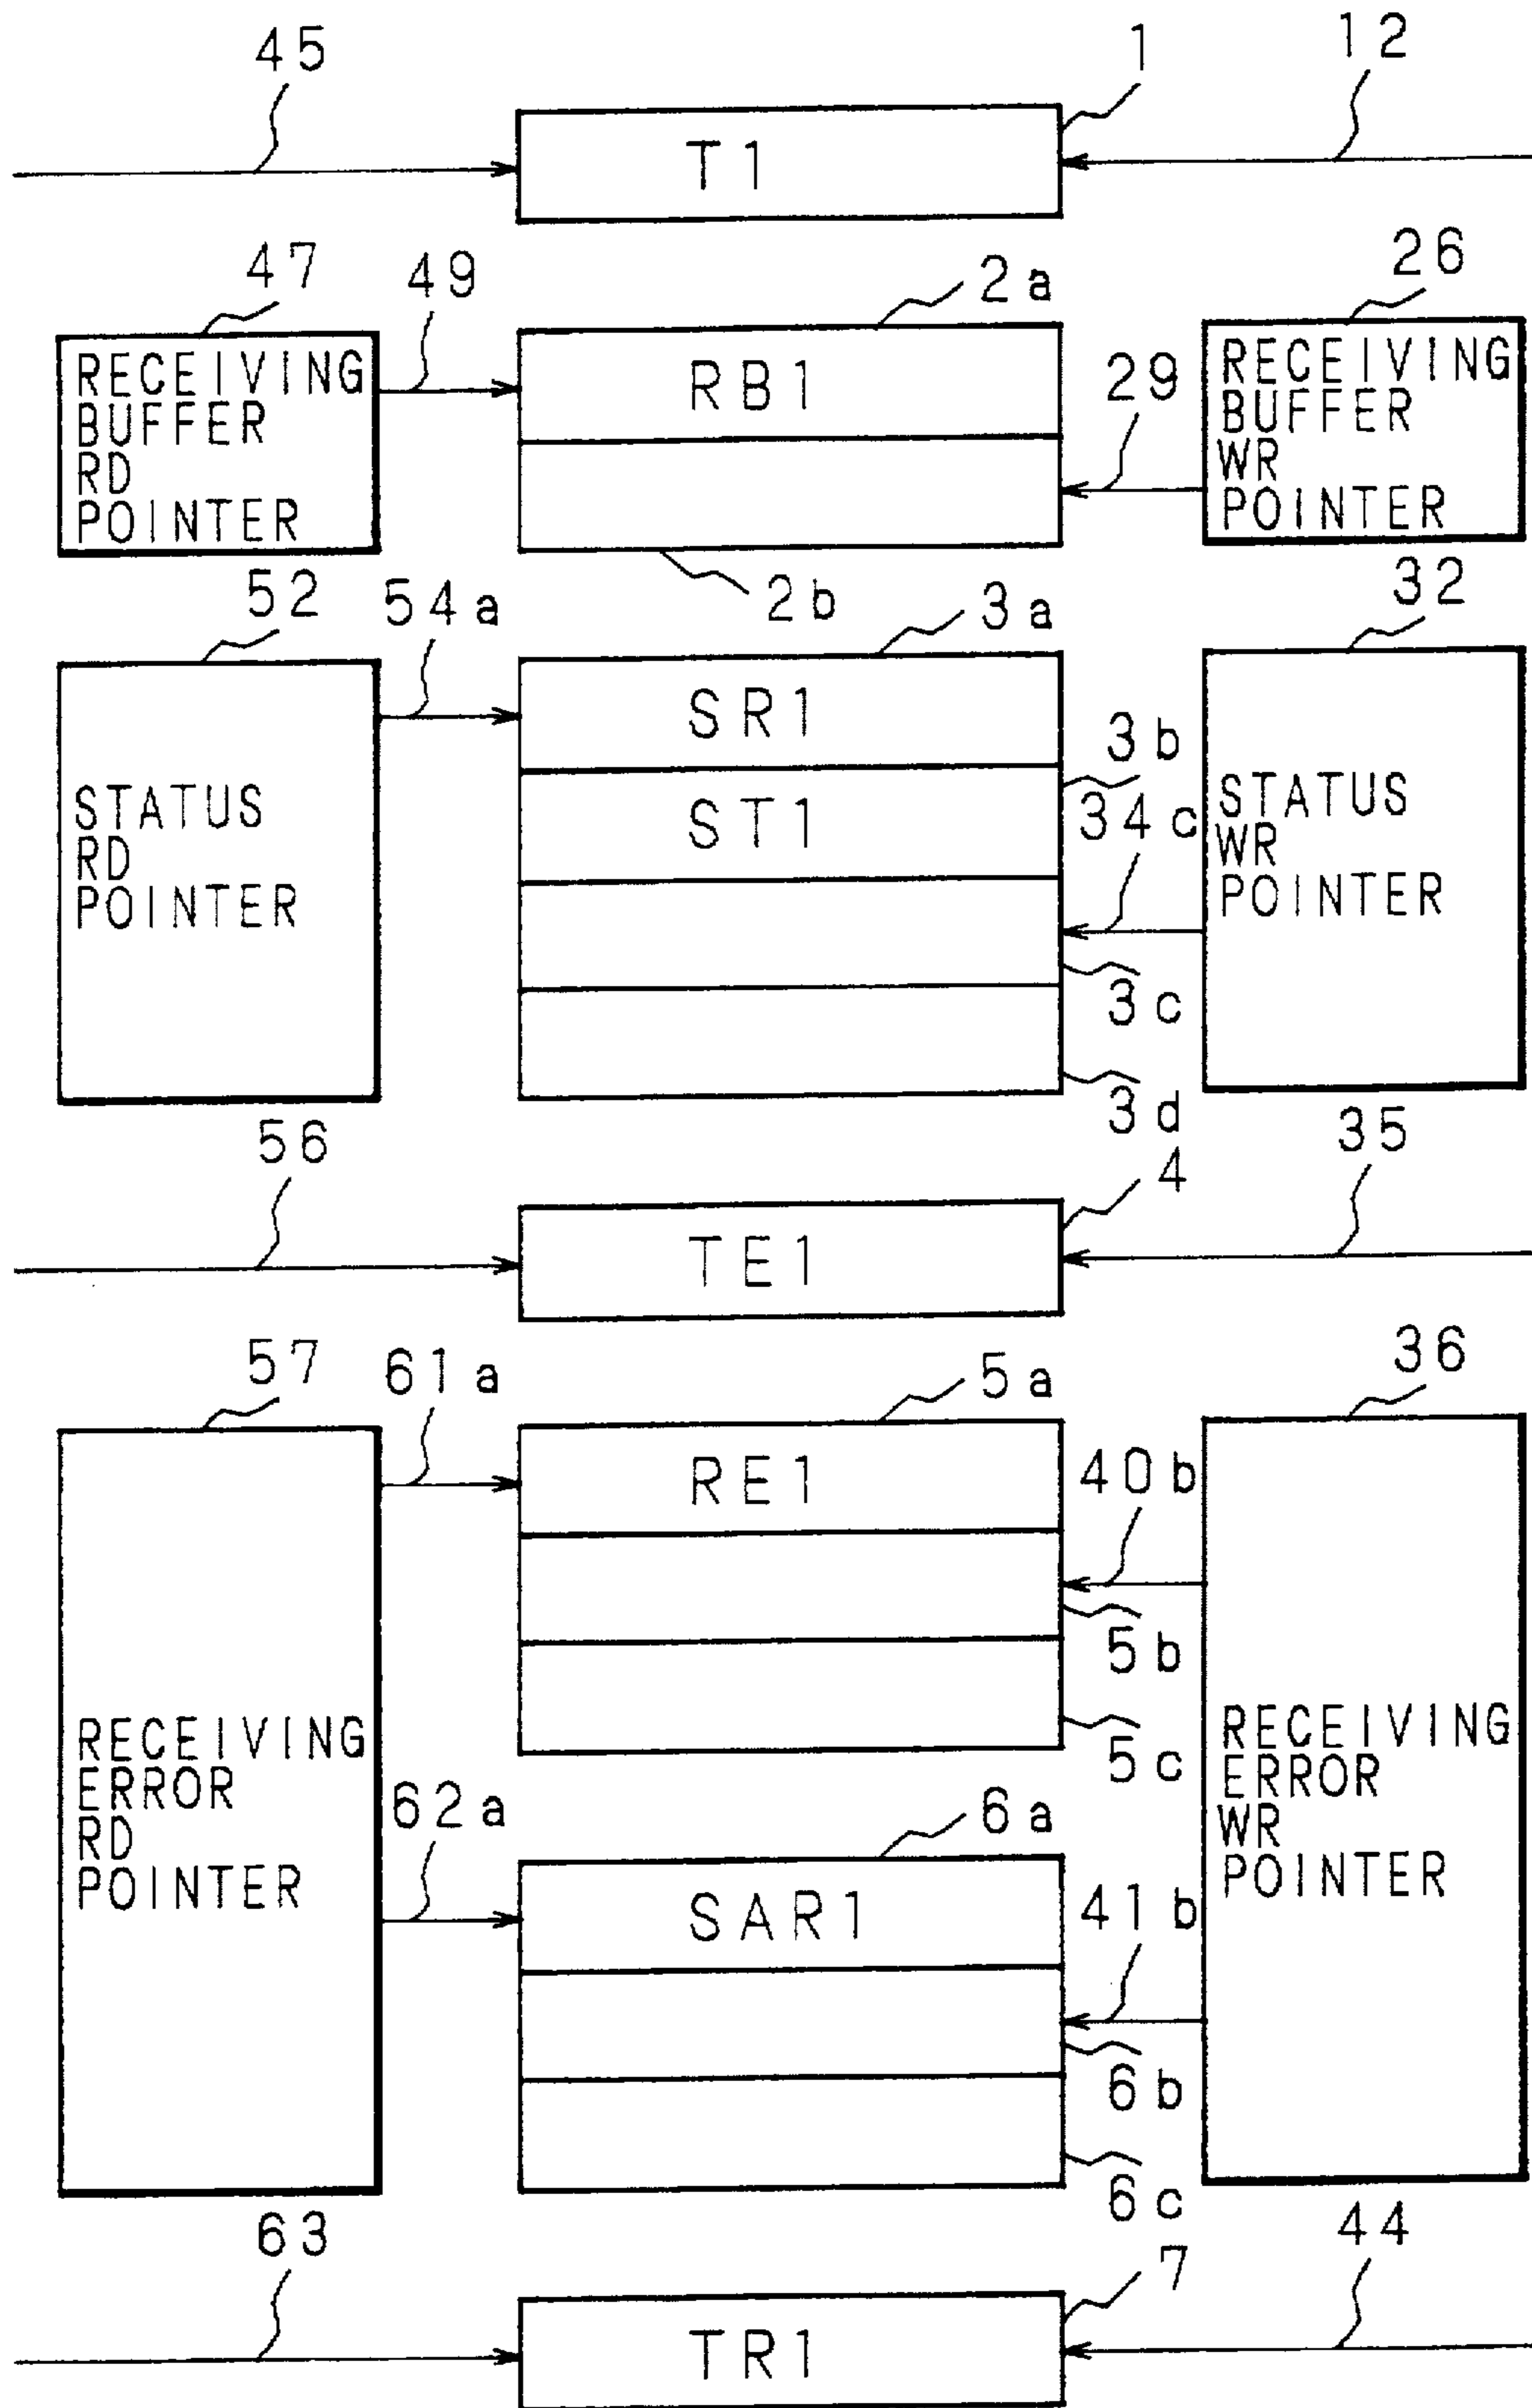 45
1
12
T1
47
49
2a
26
RECEIVING
BUFFER
RD
POINTER
RB1
29
RECEIVING
BUFFER
WR
POINTER
2b
52
54a
3a
32
STATUS
RD
POINTER
SR1
ST1
3b
34c
3c
3d
STATUS
WR
POINTER
56
4
35
TE1
57
61a
5a
36
RE1
40b
5b
5c
RECEIVING
ERROR
RD
POINTER
RECEIVING
ERROR
WR
POINTER
62a
6a
SAR1
41b
6b
6c
63
7
44
TR1